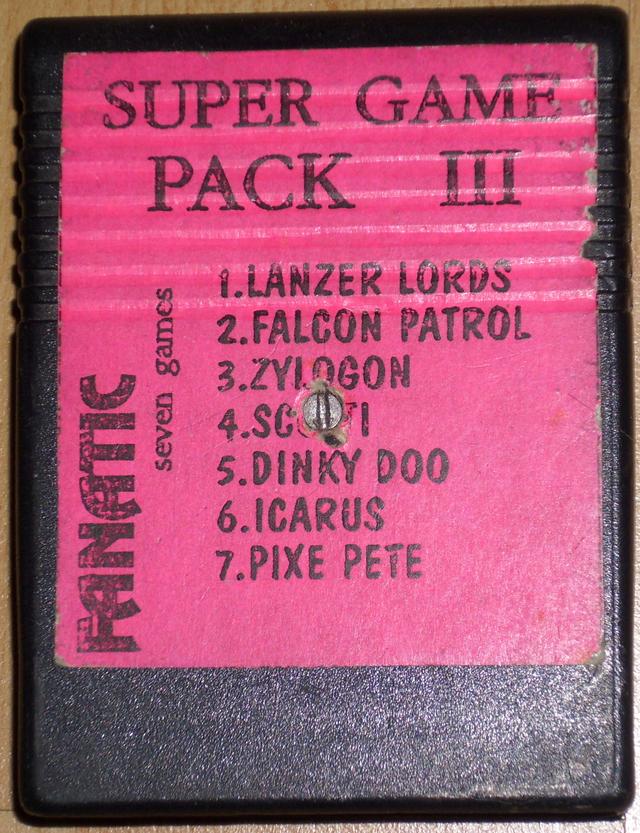 SUPER GAME
PACK III
1.LANZER LORDS
2.FALCON PATROL
3.ZYLOGON
4.
5.DINKY DOO
6.ICARUS
7.PIXE PETE
seven games
FANATIC